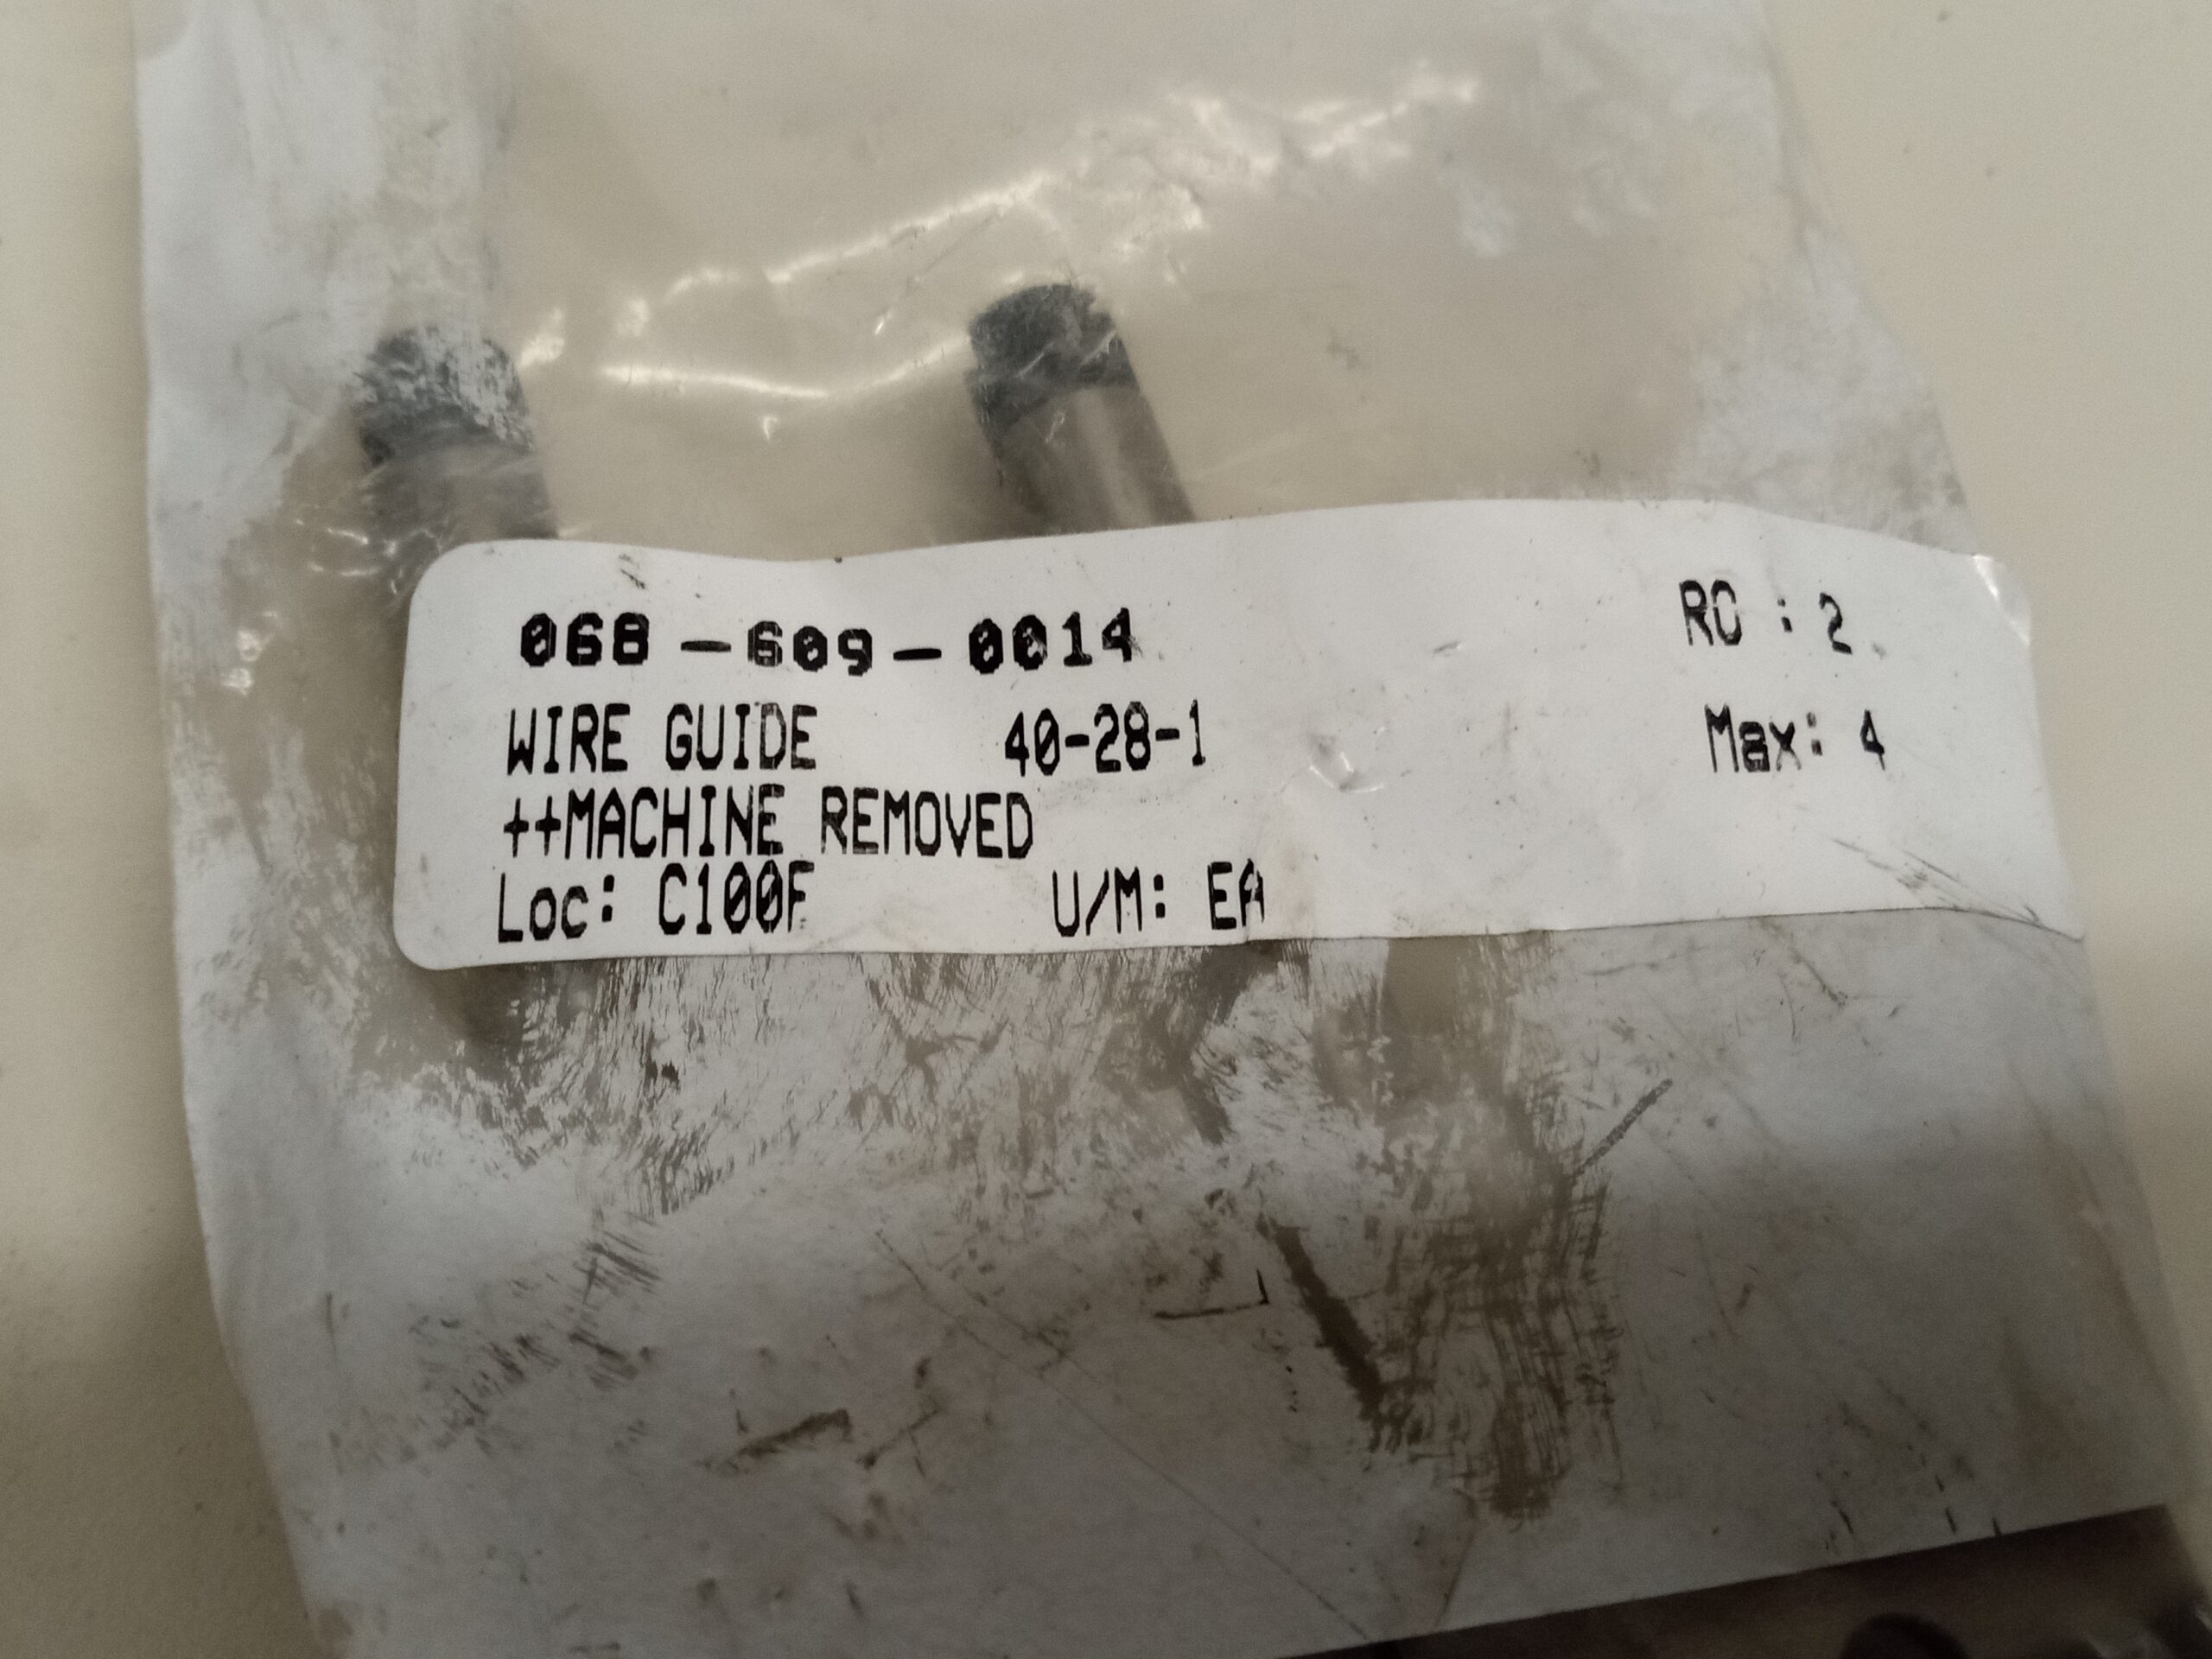 068-609-0014 RO : 2
WIRE GUIDE 40-28-1 Max: 4
++MACHINE REMOVED
Loc: C100F U/M: EA